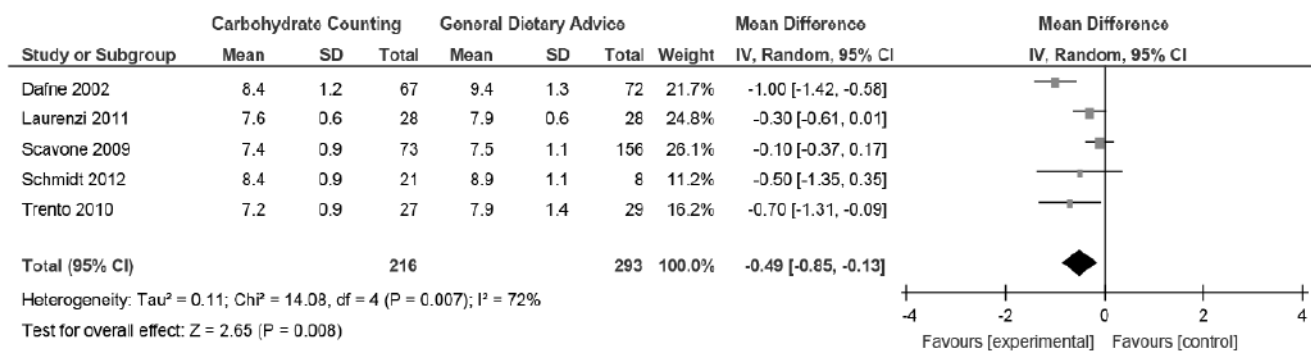 Carbohydrate Counting General Dietary Advice Mean Difference Mean Difference
Study or Subgroup Mean SD Total Mean SD Total Weight IV, Random, 95% CI IV, Random, 95% CI
Dafne 2002 8.4 1.2 67 9.4 1.3 72 21.7% -1.00 [-1.42, -0.58]
Laurenzi 2011 7.6 0.6 28 7.9 0.6 28 24.8% -0.30 [-0.61, 0.01]
Scavone 2009 7.4 0.9 73 7.5 1.1 156 26.1% -0.10 [-0.37, 0.17]
Schmidt 2012 8.4 0.9 21 8.9 1.1 8 11.2% -0.50 [-1.35, 0.35]
Trento 2010 7.2 0.9 27 7.9 1.4 29 16.2% -0.70 [-1.31, -0.09]
Total (95% CI) 216 293 100.0% -0.49 [-0.85, -0.13]
Heterogeneity: Tau² = 0.11; Chi² = 14.08, df = 4 (P = 0.007); I² = 72%
Test for overall effect: Z = 2.65 (P = 0.008)
-4 -2 0 2 4
Favours [experimental] Favours [control]